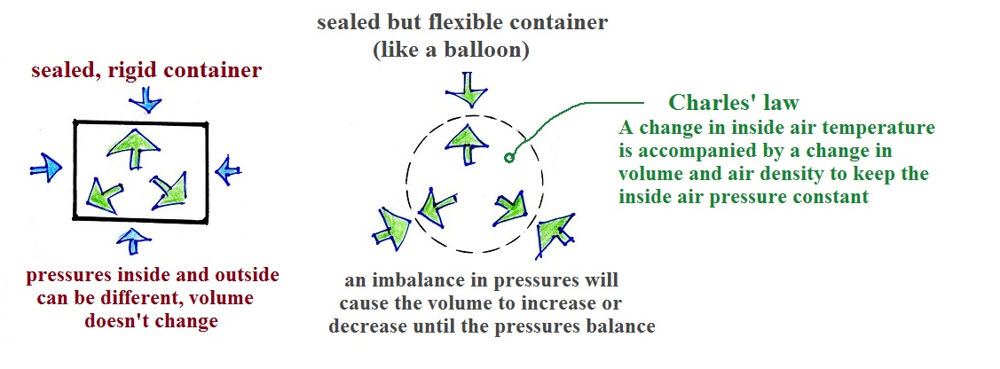 sealed, rigid container
pressures inside and outside
can be different, volume
doesn't change
sealed but flexible container
(like a balloon)
an imbalance in pressures will
cause the volume to increase or
decrease until the pressures balance
Charles' law
A change in inside air temperature
is accompanied by a change in
volume and air density to keep the
inside air pressure constant